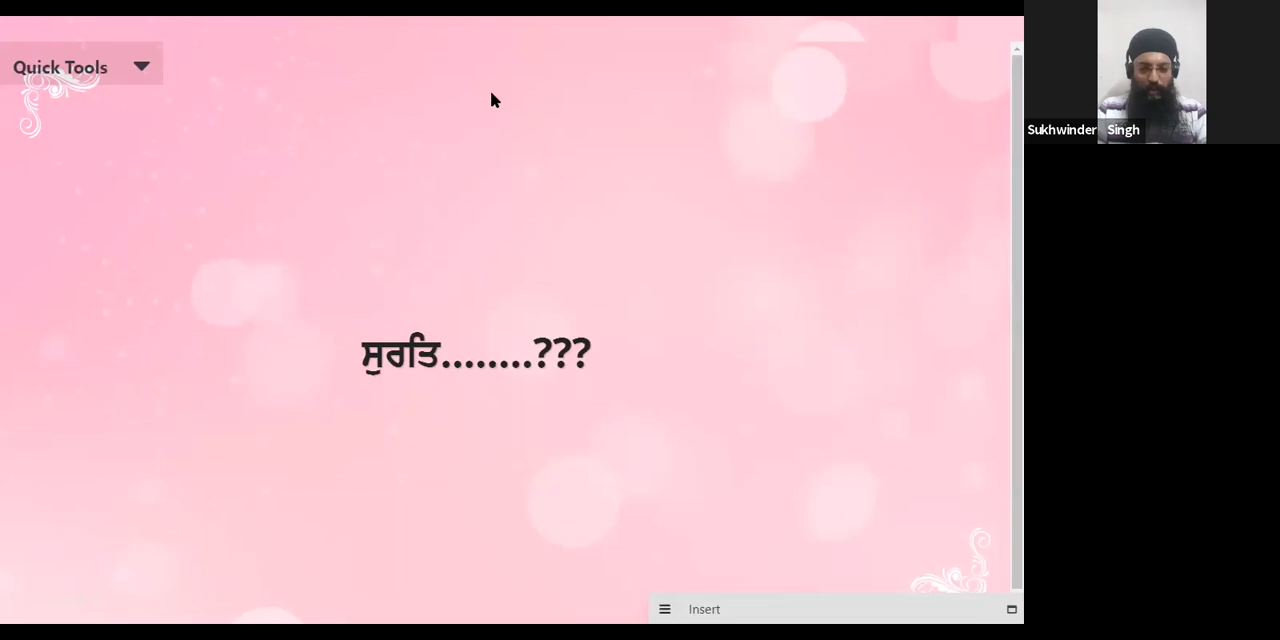 Quick Tools
ਸੁਰਤਿ........???
Sukhwinder Singh
Insert